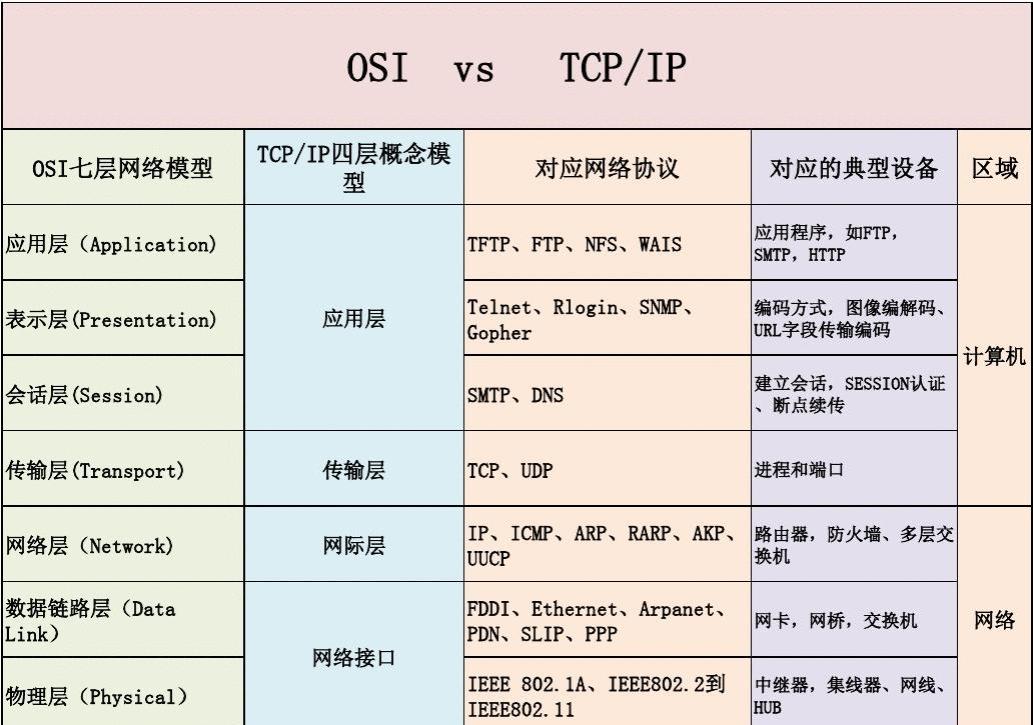 OSI vs TCP/IP
OSI七层网络模型
TCP/IP四层概念模
型
对应网络协议
对应的典型设备
区域
应用层（Application)
应用层
TFTP、FTP、NFS、WAIS
应用程序，如FTP，
SMTP，HTTP
计算机
表示层(Presentation)
Telnet、Rlogin、SNMP、
Gopher
编码方式，图像编解码、
URL字段传输编码
会话层(Session)
SMTP、DNS
建立会话，SESSION认证
、断点续传
传输层(Transport)
传输层
TCP、UDP
进程和端口
网络层（Network)
网际层
IP、ICMP、ARP、RARP、AKP、
UUCP
路由器，防火墙、多层交
换机
网络
数据链路层（Data
Link）
网络接口
FDDI、Ethernet、Arpanet、
PDN、SLIP、PPP
网卡，网桥，交换机
物理层（Physical）
IEEE 802.1A、IEEE802.2到
IEEE802.11
中继器，集线器、网线、
HUB